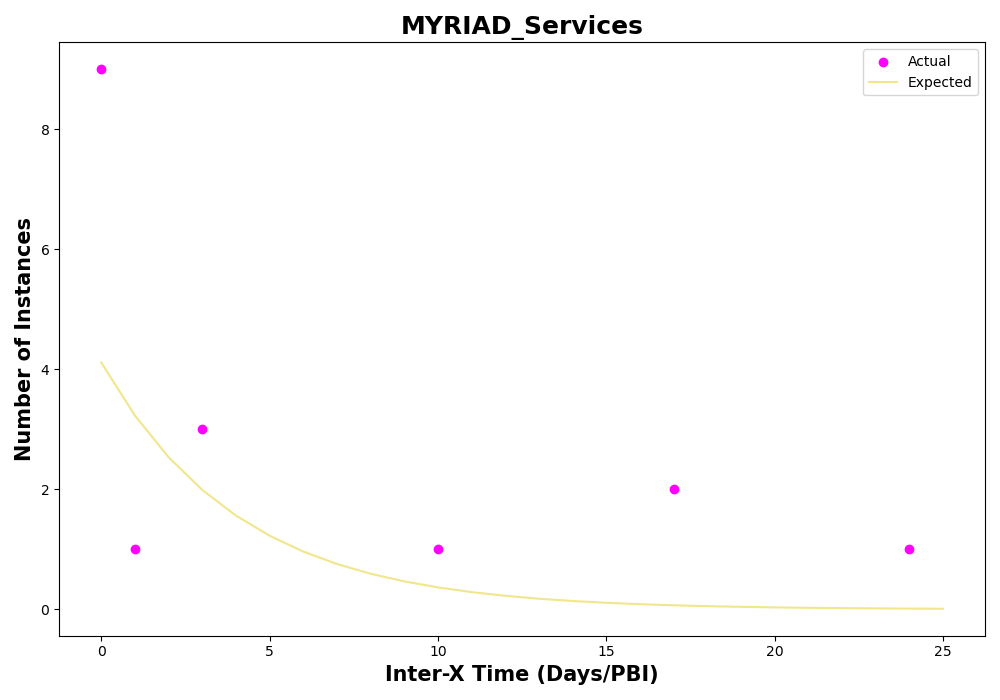 MYRIAD_Services
Actual
Expected
8
6
4
2
0
Number of Instances
0 5 10 15 20 25
Inter-X Time (Days/PBI)